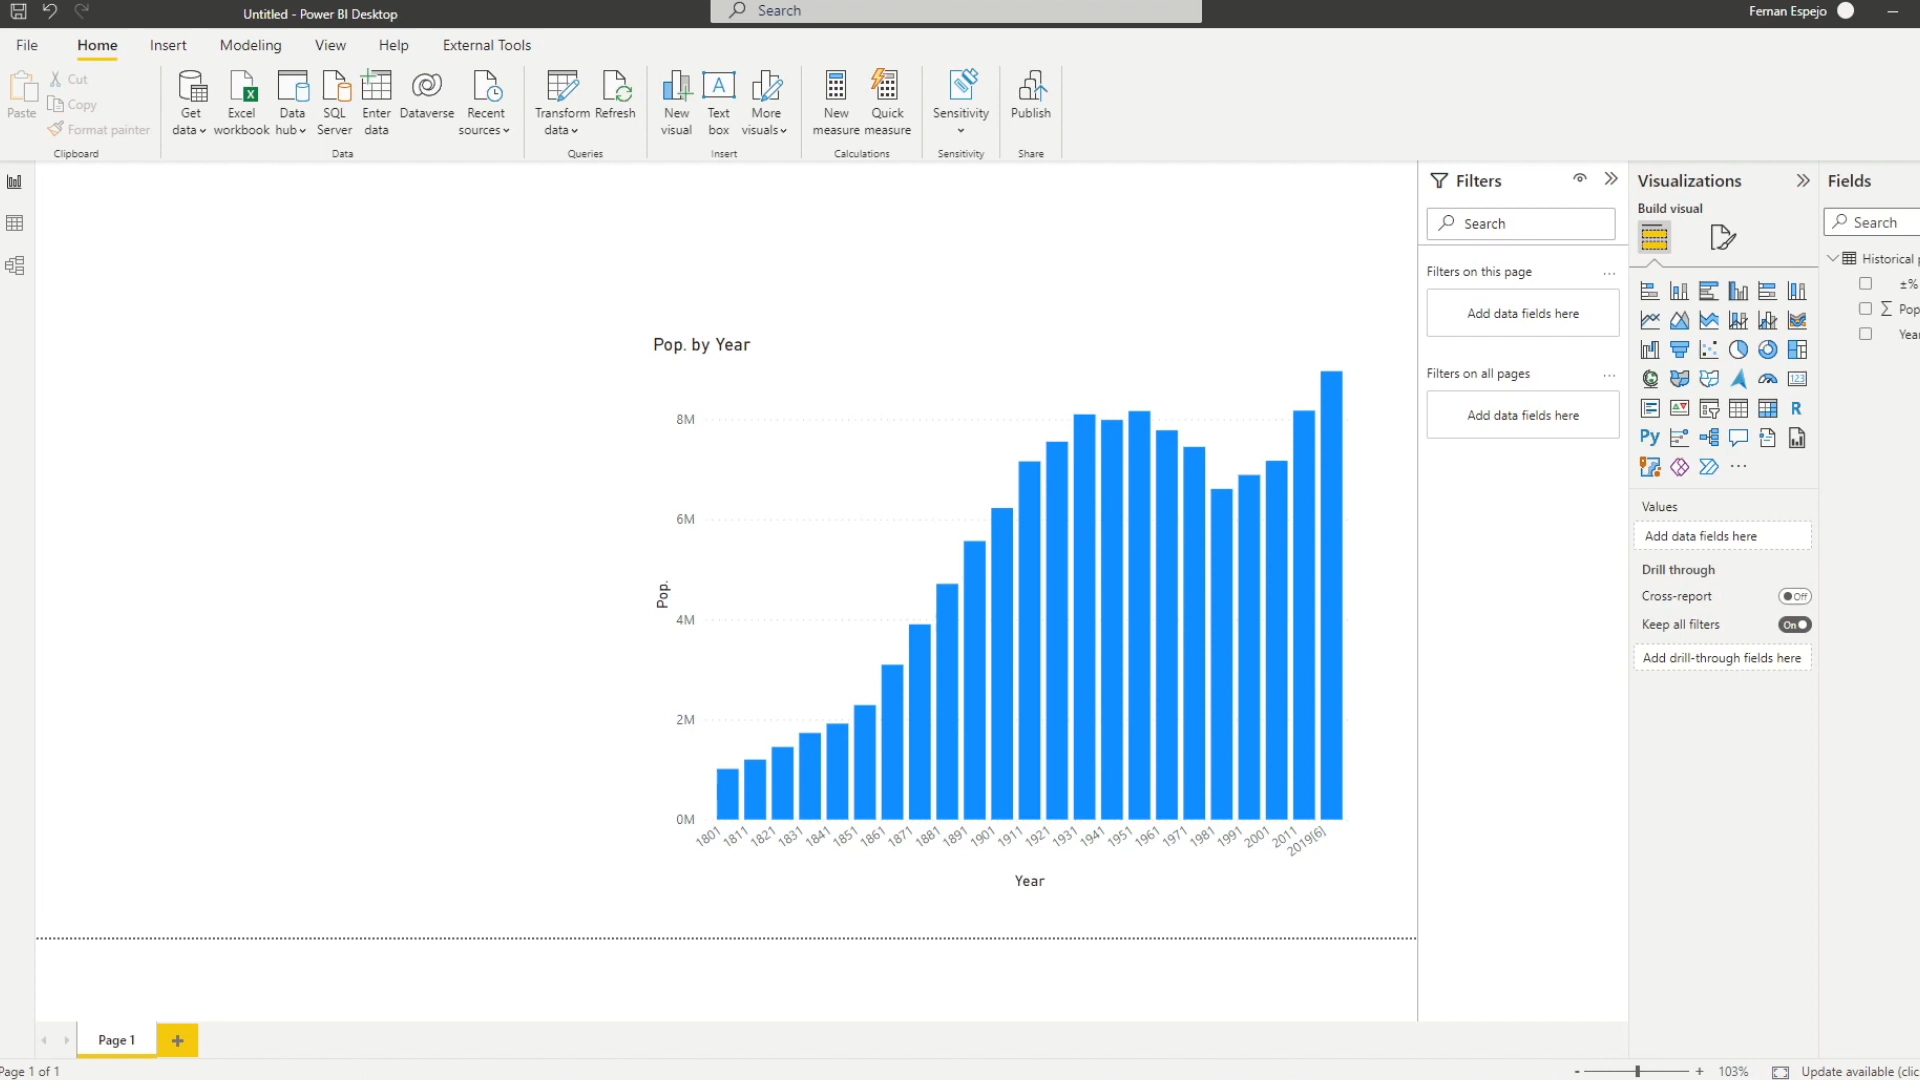 Untitled - Power BI Desktop
Search
Fernan Espejo
File Home Insert Modeling View Help External Tools
Paste
Cut
Copy
Format painter
Clipboard
Get data
Excel workbook
Data hub
SQL Server
Enter data
Dataverse
Recent sources
Data
Transform data
Refresh
Queries
New visual
Text box
More visuals
Insert
New measure
Quick measure
Calculations
Sensitivity
Sensitivity
Publish
Share
Pop. by Year
8M
6M
4M
2M
0M
Pop.
1801 1811 1821 1831 1841 1851 1861 1871 1881 1891 1901 1911 1921 1931 1941 1951 1961 1971 1981 1991 2001 2011 2019[6]
Year
Filters
Search
Filters on this page ...
Add data fields here
Filters on all pages ...
Add data fields here
Visualizations
Build visual
123
R
Py
...
Values
Add data fields here
Drill through
Cross-report
Off
Keep all filters
On
Add drill-through fields here
Fields
Search
Historical
±%
Σ Pop
Year
Page 1
+
Page 1 of 1
- + 103%
Update available (clic